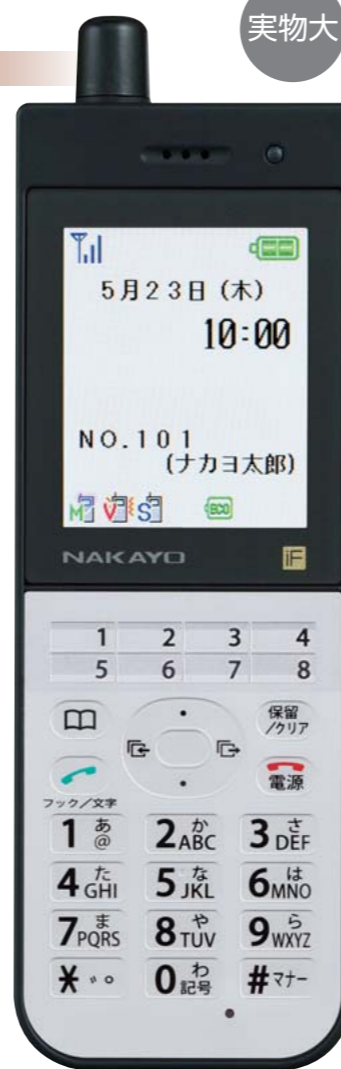 実物大
5月23日(木)
10:00
NO.101
(ナカヨ太郎)
M V S ECO
NAKAYO iF
1 2 3 4
5 6 7 8
保留
/クリア
電源
フック/文字
1 あ @ 2 か ABC 3 さ DEF
4 た GHI 5 な JKL 6 は MNO
7 ま PQRS 8 や TUV 9 ら WXYZ
* ゛゜ 0 わ 記号 # マナー